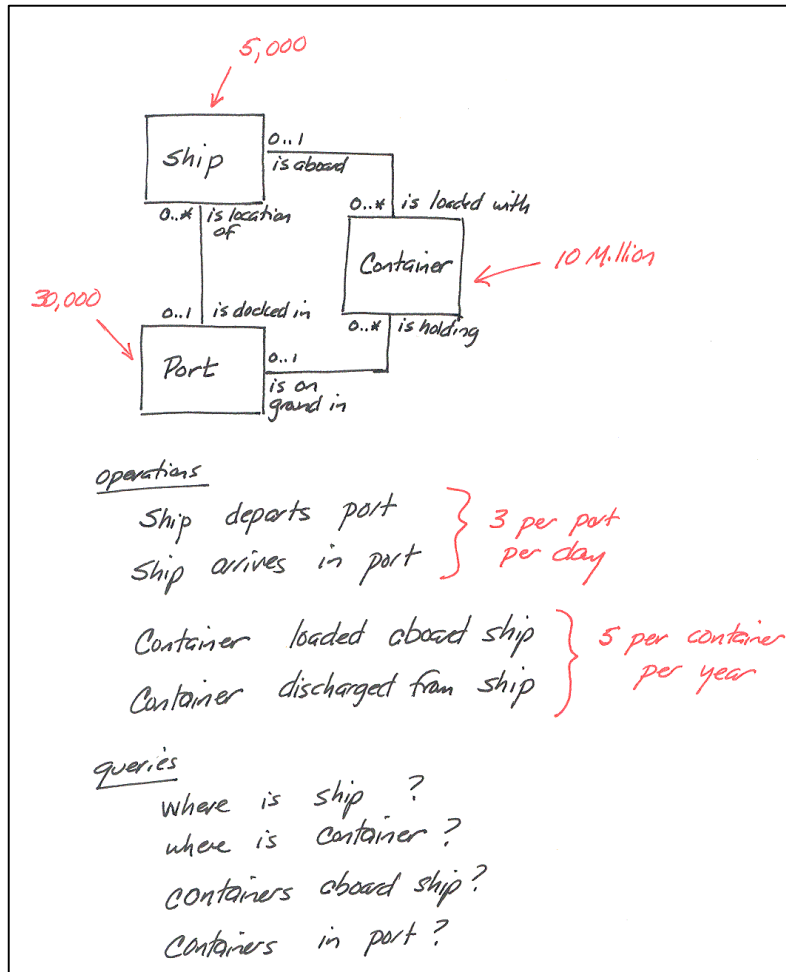 5,000
Ship
0..1
is aboard
0..* is location
of
0..* is loaded with
Container
10 Million
30,000
0..1 is docked in
0..* is holding
Port
0..1
is on
ground in
operations
Ship departs port
Ship arrives in port
3 per port
per day
Container loaded aboard ship
Container discharged from ship
5 per container
per year
queries
where is ship ?
where is container ?
containers aboard ship ?
containers in port ?